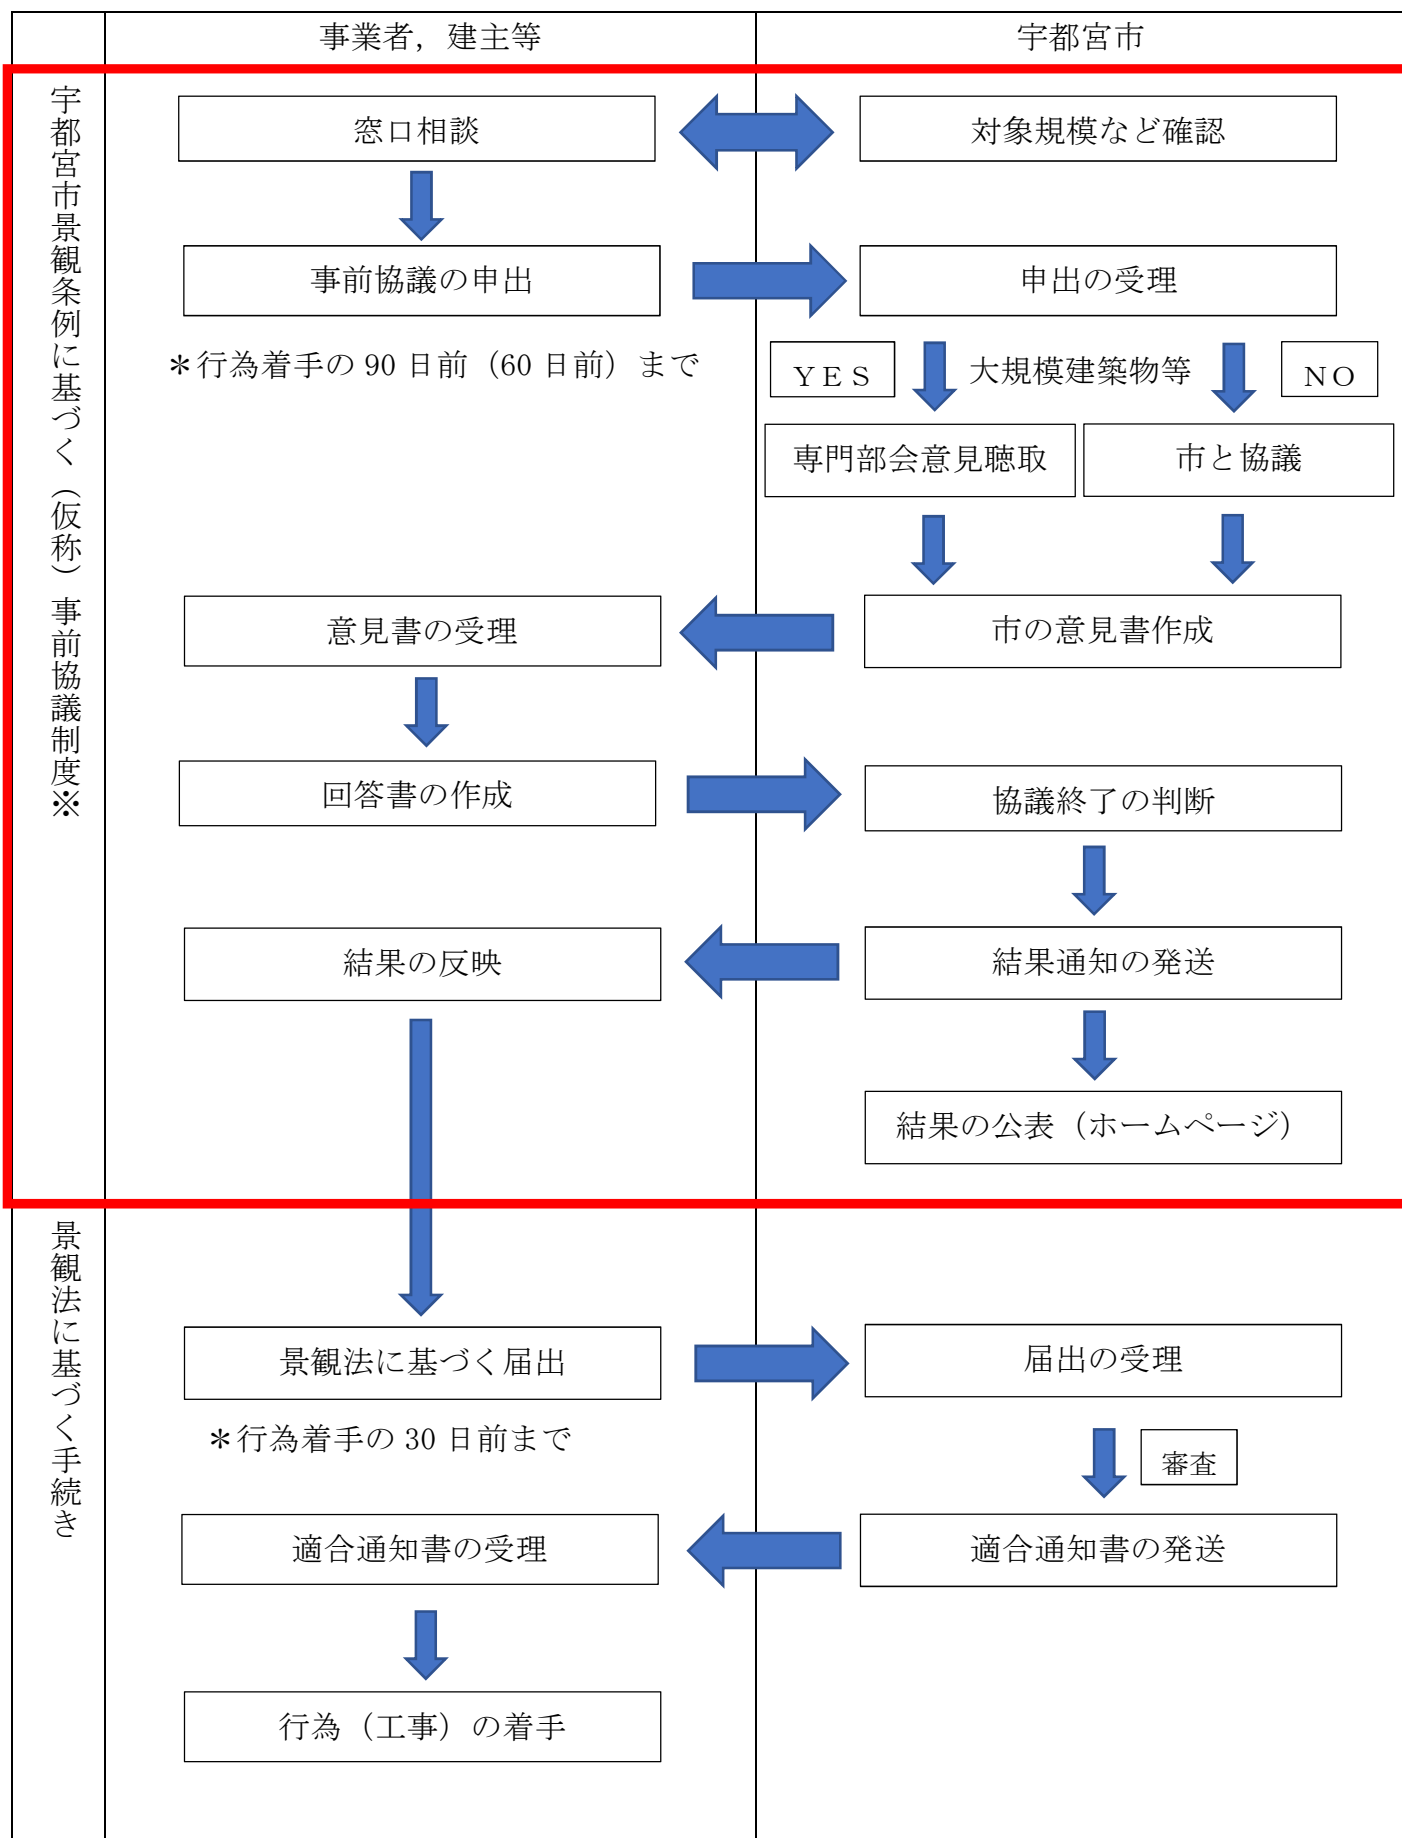 事業者，建主等
宇都宮市
宇都宮市景観条例に基づく（仮称）事前協議制度※
窓口相談
対象規模など確認
事前協議の申出
申出の受理
＊行為着手の 90 日前（60 日前）まで
ＹＥＳ
大規模建築物等
ＮＯ
専門部会意見聴取
市と協議
意見書の受理
市の意見書作成
回答書の作成
協議終了の判断
結果の反映
結果通知の発送
結果の公表（ホームページ）
景観法に基づく手続き
景観法に基づく届出
届出の受理
＊行為着手の 30 日前まで
審査
適合通知書の受理
適合通知書の発送
行為（工事）の着手